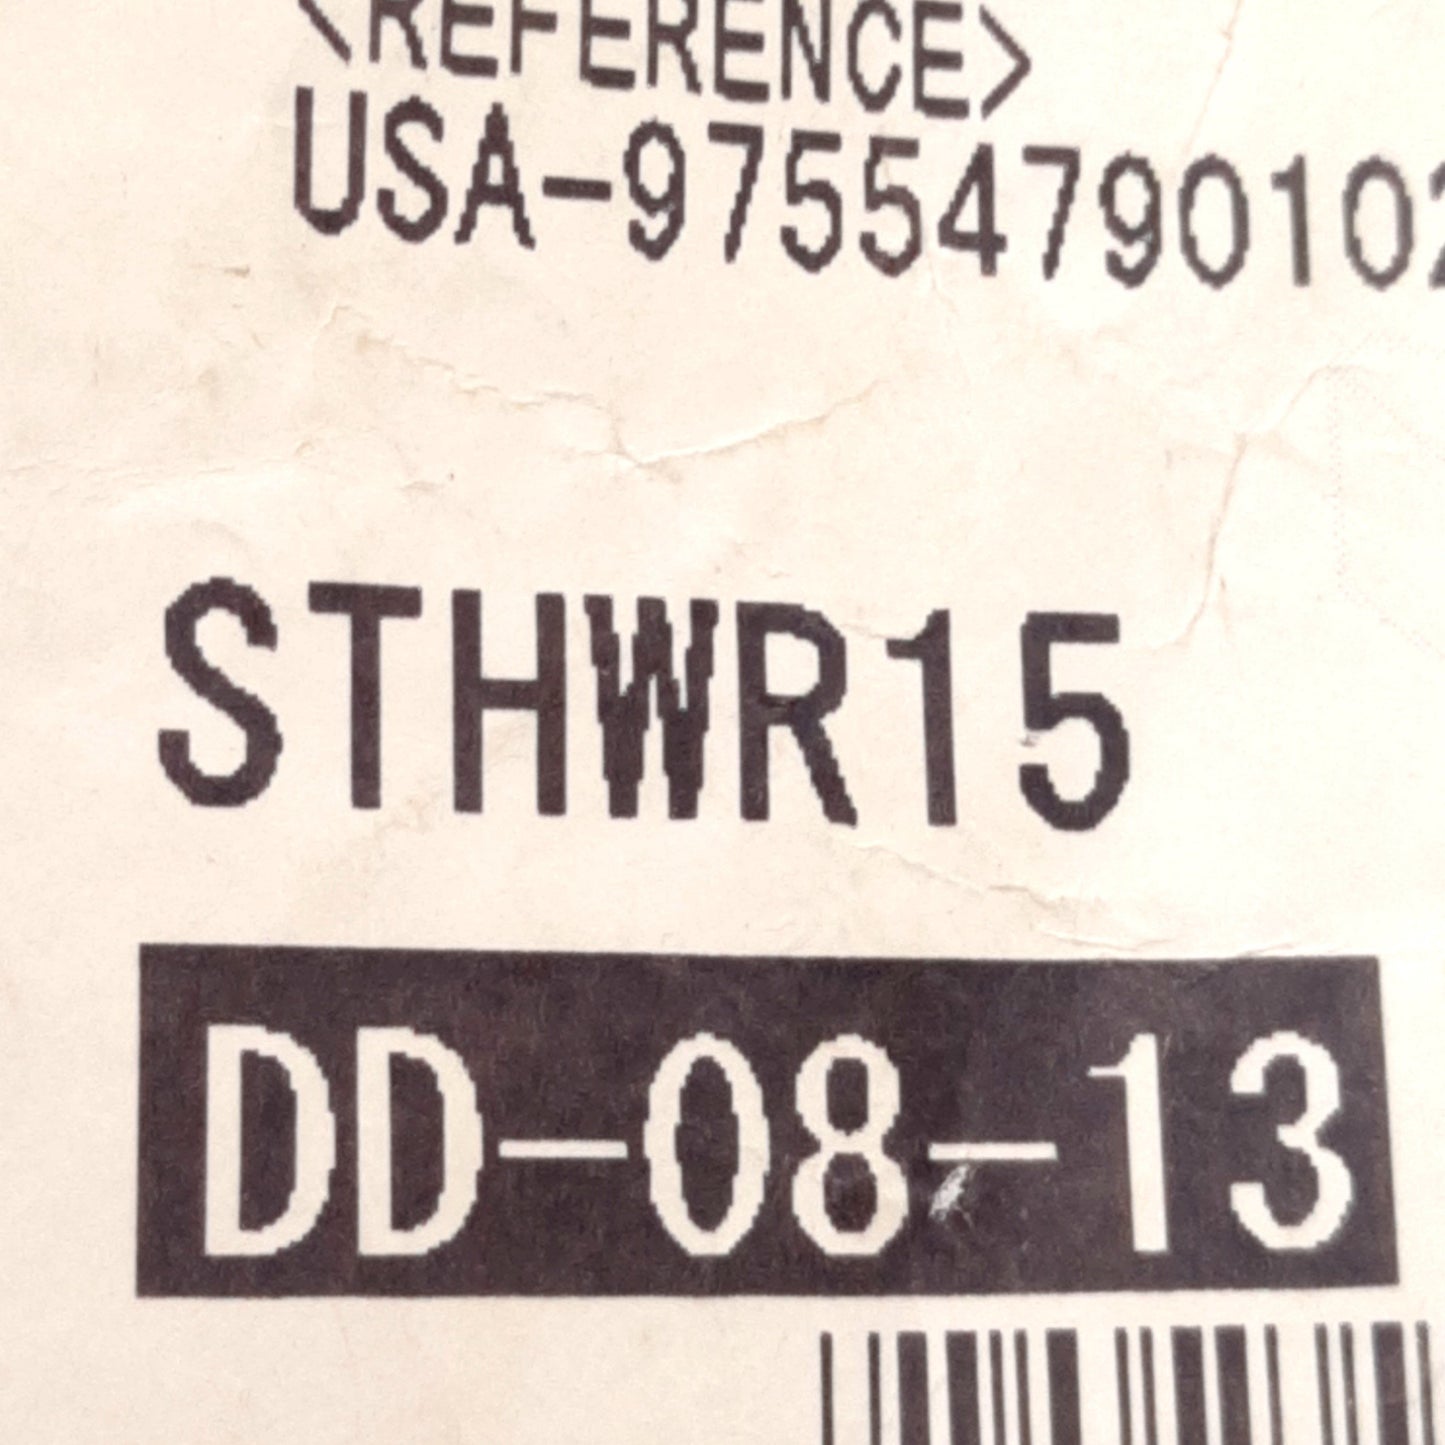 <REFERENCE>
USA-97554790102
STHWR15
DD-08-13